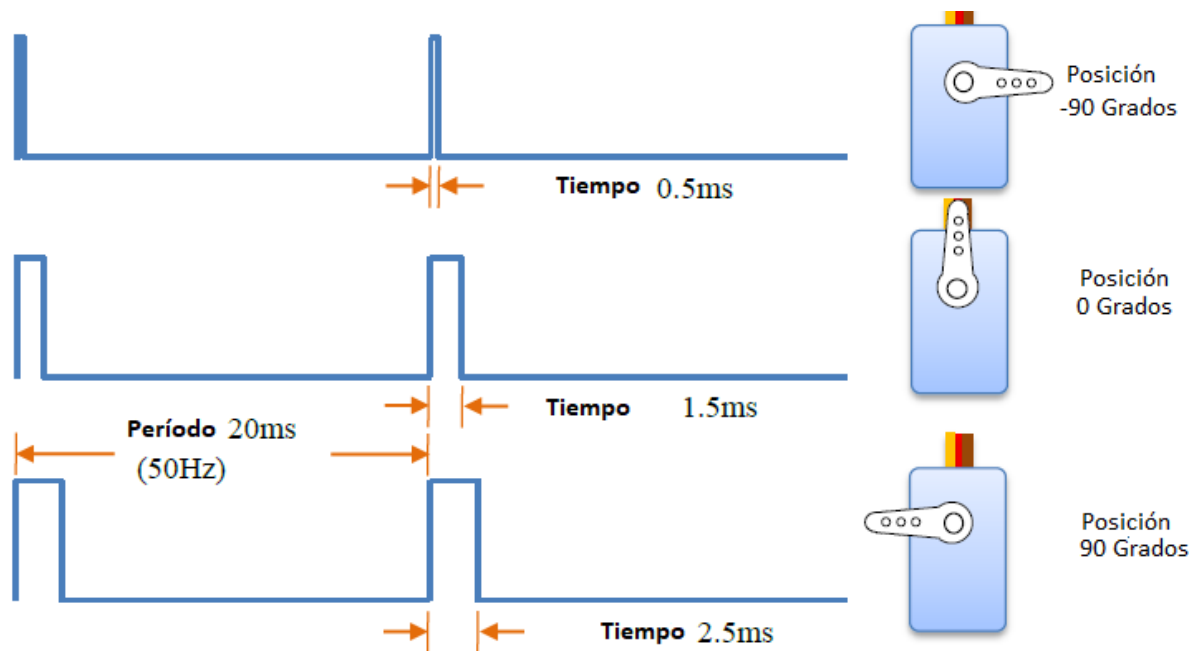 Posición
-90 Grados
Tiempo 0.5ms
Posición
0 Grados
Tiempo 1.5ms
Período 20ms
(50Hz)
Posición
90 Grados
Tiempo 2.5ms